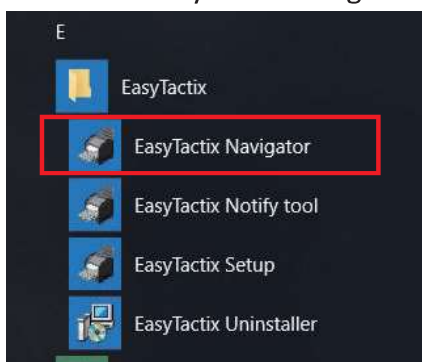 E
EasyTactix
EasyTactix Navigator
EasyTactix Notify tool
EasyTactix Setup
EasyTactix Uninstaller